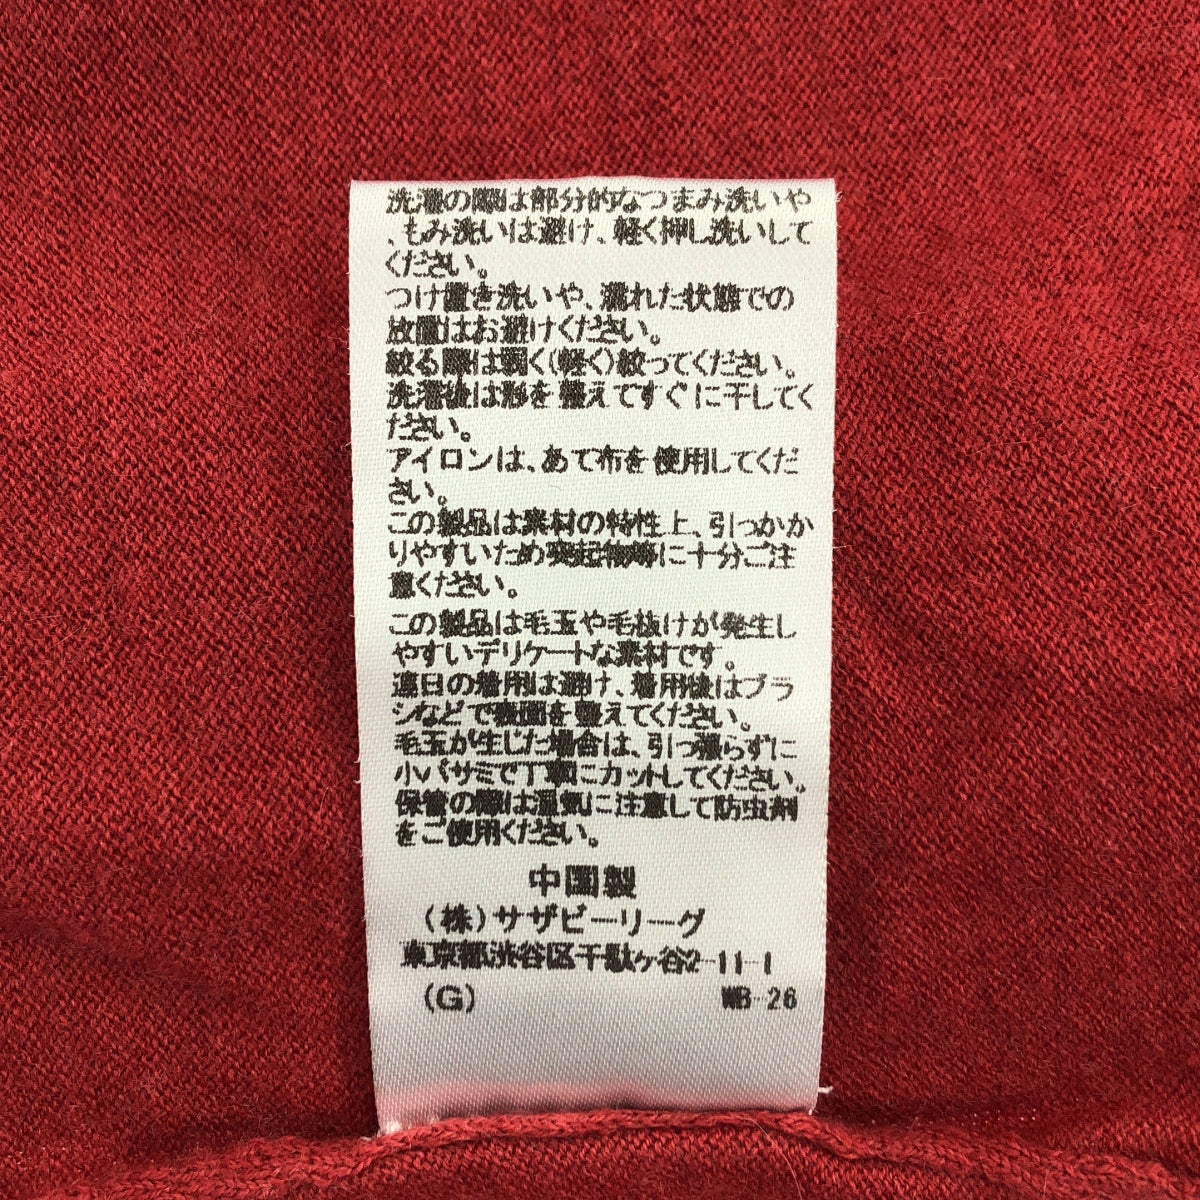 洗濯の際は部分的なつまみ洗いや
、もみ洗いは避け、軽く押し洗いして
ください。
つけ置き洗いや、濡れた状態での
放置はお避けください。
絞る際は弱く(軽く)絞ってください。
洗濯後は形を整えてすぐに干してく
ださい。
アイロンは、あて布を使用してくだ
さい。
この製品は素材の特性上、引っかか
りやすいため突起物等に十分ご注
意ください。
この製品は毛玉や毛抜けが発生し
やすいデリケートな素材です。
連日の着用は避け、着用後はブラ
シなどで表面を整えてください。
毛玉が生じた場合は、引っ張らずに
小バサミで丁寧にカットしてください。
保管の際は湿気に注意して防虫剤
をご使用ください。
中国製
(株)サザビーリーグ
東京都渋谷区千駄ヶ谷2-11-1
(G) WB-26